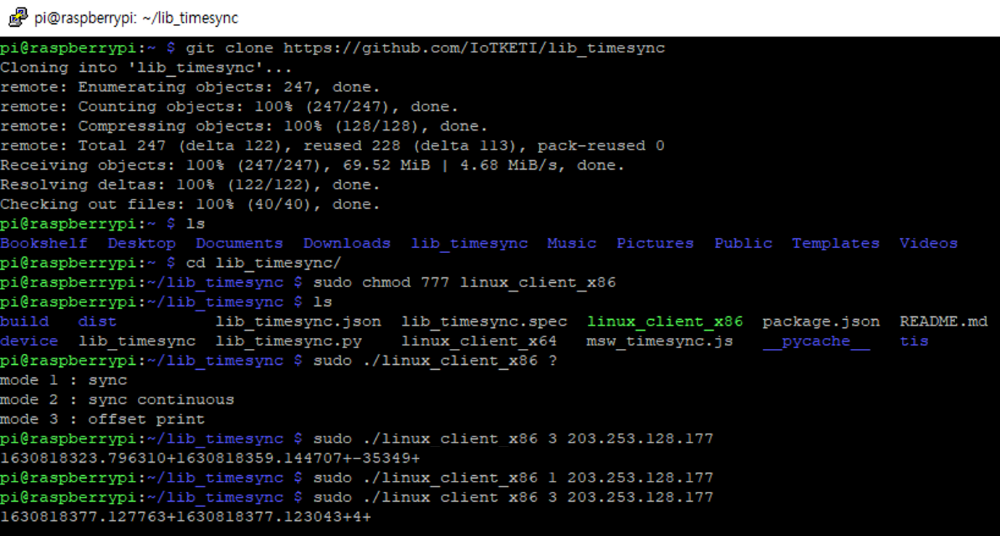 pi@raspberrypi: ~/lib_timesync
pi@raspberrypi:~ $ git clone https://github.com/IoTKETI/lib_timesync
Cloning into 'lib_timesync'...
remote: Enumerating objects: 247, done.
remote: Counting objects: 100% (247/247), done.
remote: Compressing objects: 100% (128/128), done.
remote: Total 247 (delta 122), reused 228 (delta 113), pack-reused 0
Receiving objects: 100% (247/247), 69.52 MiB | 4.68 MiB/s, done.
Resolving deltas: 100% (122/122), done.
Checking out files: 100% (40/40), done.
pi@raspberrypi:~ $ ls
Bookshelf  Desktop  Documents  Downloads  lib_timesync  Music  Pictures  Public  Templates  Videos
pi@raspberrypi:~ $ cd lib_timesync/
pi@raspberrypi:~/lib_timesync $ sudo chmod 777 linux_client_x86
pi@raspberrypi:~/lib_timesync $ ls
build   dist          lib_timesync.json  lib_timesync.spec  linux_client_x86  package.json  README.md
device  lib_timesync  lib_timesync.py    linux_client_x64   msw_timesync.js   __pycache__   tis
pi@raspberrypi:~/lib_timesync $ sudo ./linux_client_x86 ?
mode 1 : sync
mode 2 : sync continuous
mode 3 : offset print
pi@raspberrypi:~/lib_timesync $ sudo ./linux_client_x86 3 203.253.128.177
1630818323.796310+1630818359.144707+-35349+
pi@raspberrypi:~/lib_timesync $ sudo ./linux_client_x86 1 203.253.128.177
pi@raspberrypi:~/lib_timesync $ sudo ./linux_client_x86 3 203.253.128.177
1630818377.127763+1630818377.123043+4+